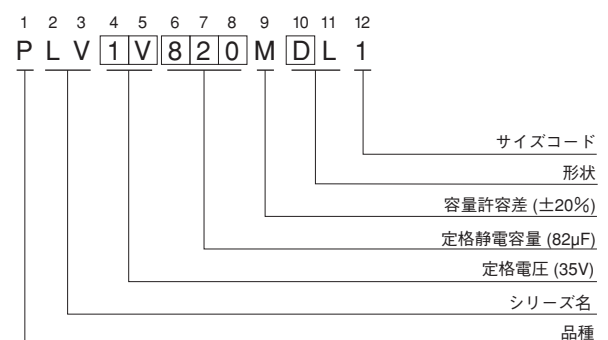 1 2 3 4 5 6 7 8 9 10 11 12
P L V 1 V 8 2 0 M D L 1
サイズコード
形状
容量許容差 (±20%)
定格静電容量 (82µF)
定格電圧 (35V)
シリーズ名
品種